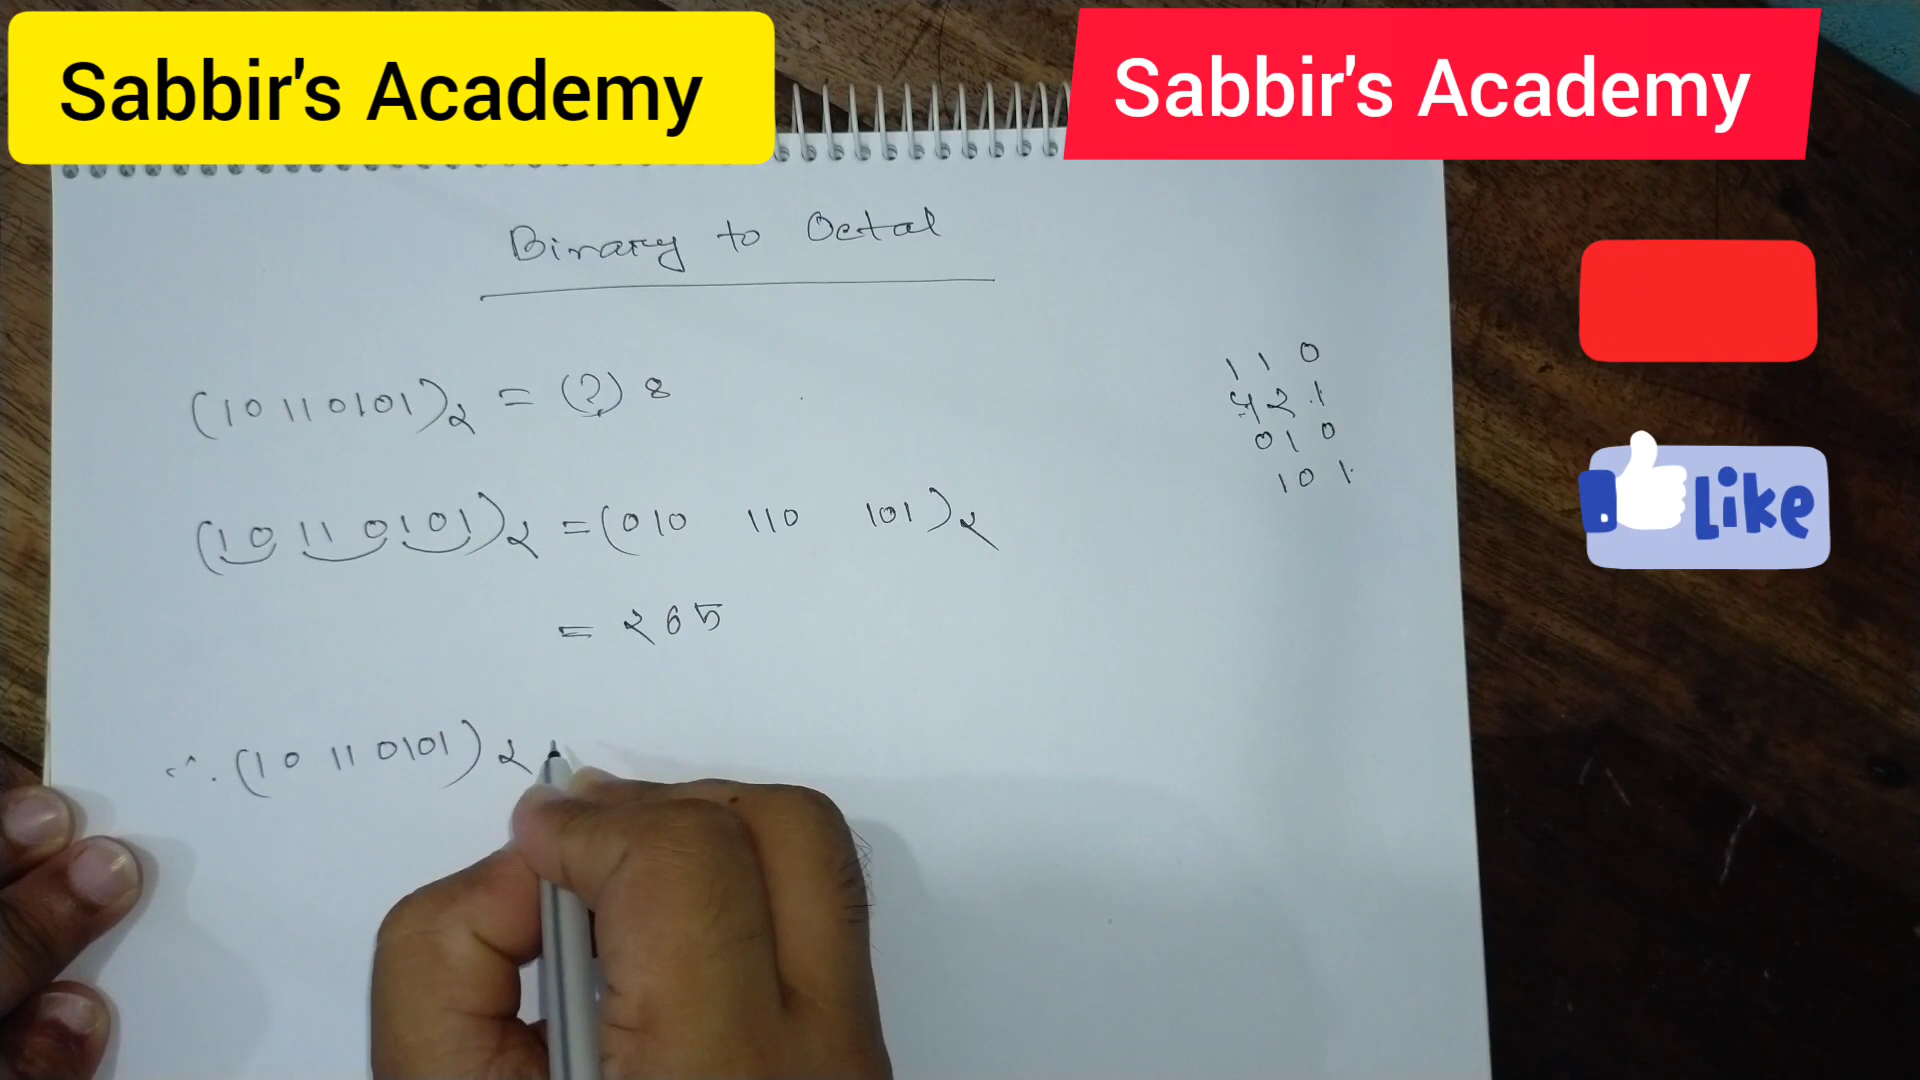 Sabbir's Academy
Sabbir's Academy
Binary to Octal
(10110101)₂ = (?) 8
(10110101)₂ = (010 110 101)₂
= 265
∴ (10110101)₂
1 1 0
4 2 1
0 1 0
1 0 1
Like